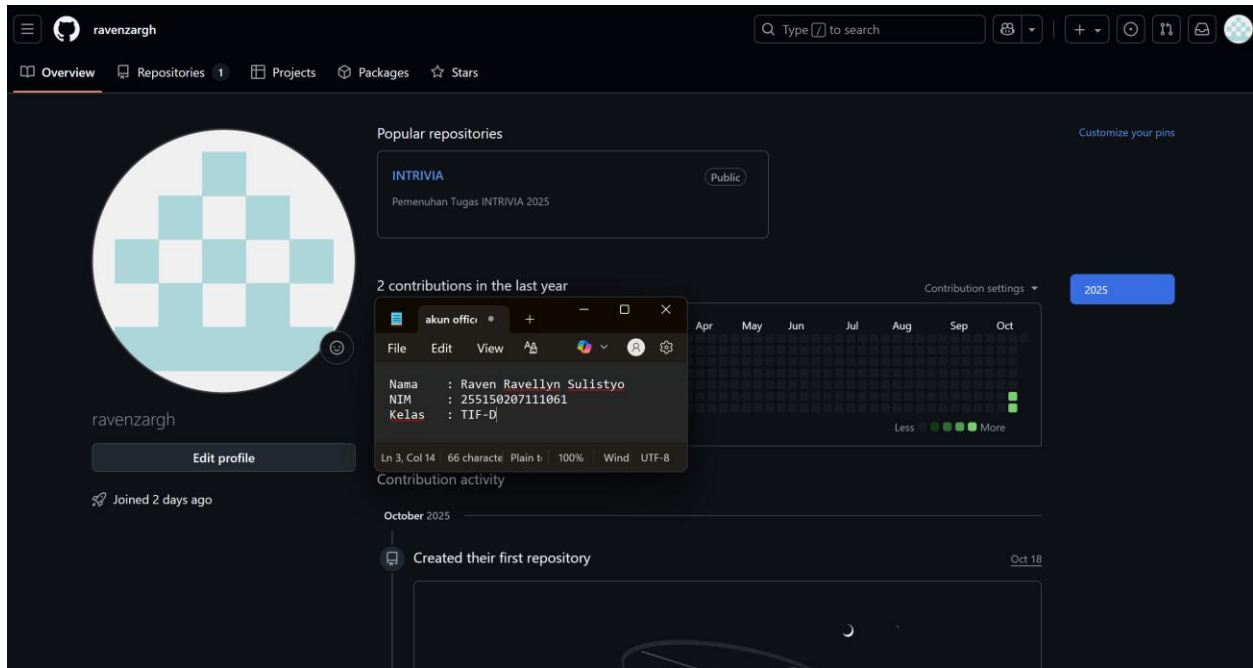 ravenzargh
Type / to search
Overview
Repositories 1
Projects
Packages
Stars
Popular repositories
Customize your pins
INTRIVIA
Public
Pemenuhan Tugas INTRIVIA 2025
2 contributions in the last year
Contribution settings
2025
akun offic
File Edit View
Nama : Raven Ravellyn Sulistyo
NIM : 255150207111061
Kelas : TIF-D
Ln 3, Col 14 66 characte Plain t 100% Wind UTF-8
Apr May Jun Jul Aug Sep Oct
Less More
ravenzargh
Edit profile
Joined 2 days ago
Contribution activity
October 2025
Created their first repository
Oct 18